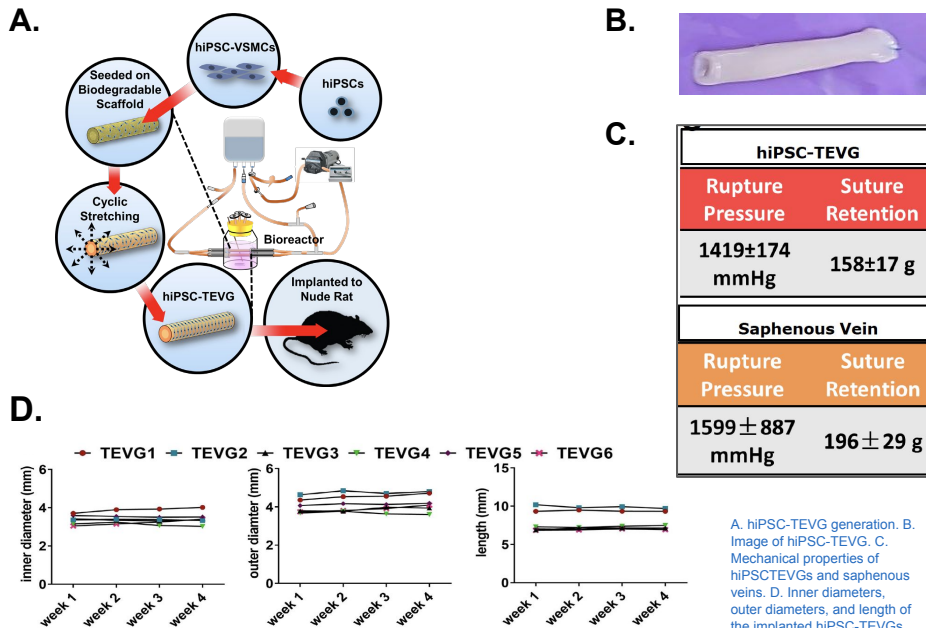 A.
hiPSC-VSMCs
hiPSCs
Seeded on
Biodegradable
Scaffold
Cyclic
Stretching
Bioreactor
hiPSC-TEVG
Implanted to
Nude Rat
B.
C.
hiPSC-TEVG
Rupture Suture
Pressure Retention
1419±174
mmHg
158±17 g
Saphenous Vein
Rupture Suture
Pressure Retention
1599±887
mmHg
196±29 g
D.
TEVG1 TEVG2 TEVG3 TEVG4 TEVG5 TEVG6
inner diameter (mm)
6
4
2
0
week 1 week 2 week 3 week 4
outer diamter (mm)
6
4
2
0
week 1 week 2 week 3 week 4
length (mm)
15
10
5
0
week 1 week 2 week 3 week 4
A. hiPSC-TEVG generation. B.
Image of hiPSC-TEVG. C.
Mechanical properties of
hiPSCTEVGs and saphenous
veins. D. Inner diameters,
outer diameters, and length of
the implanted hiPSC-TEVGs